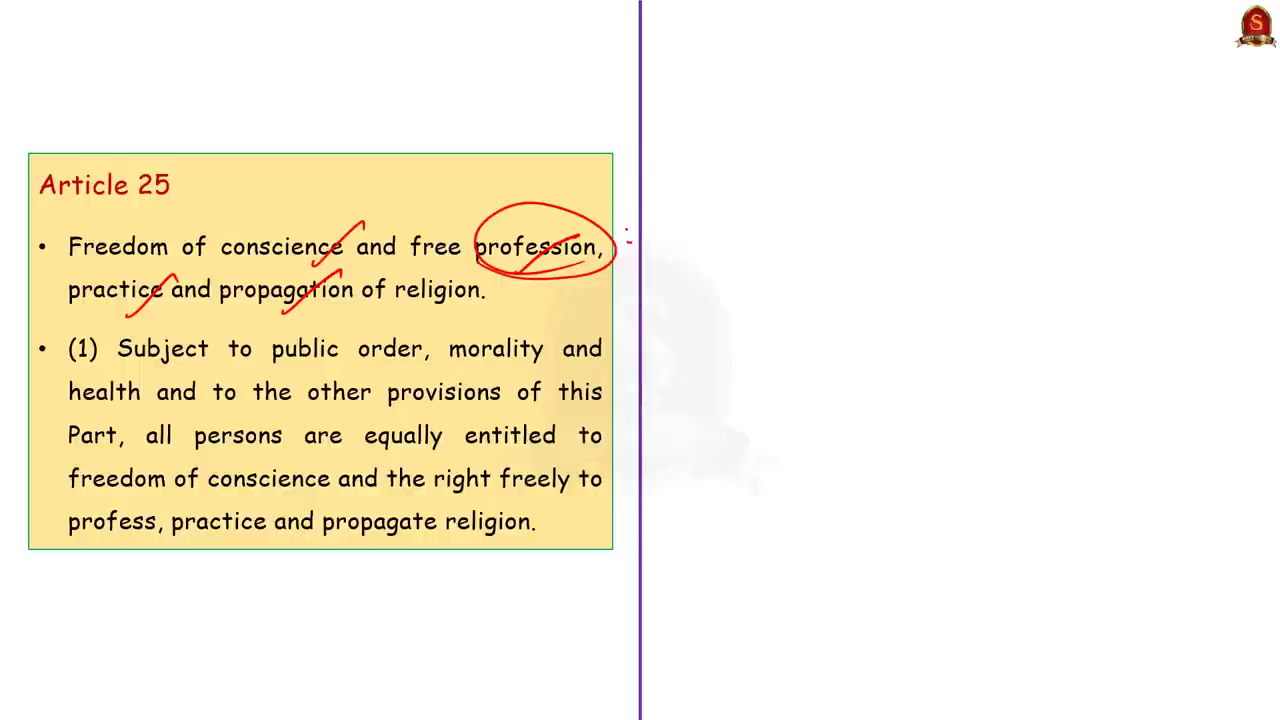 S
Article 25
• Freedom of conscience and free profession,
practice and propagation of religion.
• (1) Subject to public order, morality and
health and to the other provisions of this
Part, all persons are equally entitled to
freedom of conscience and the right freely to
profess, practice and propagate religion.